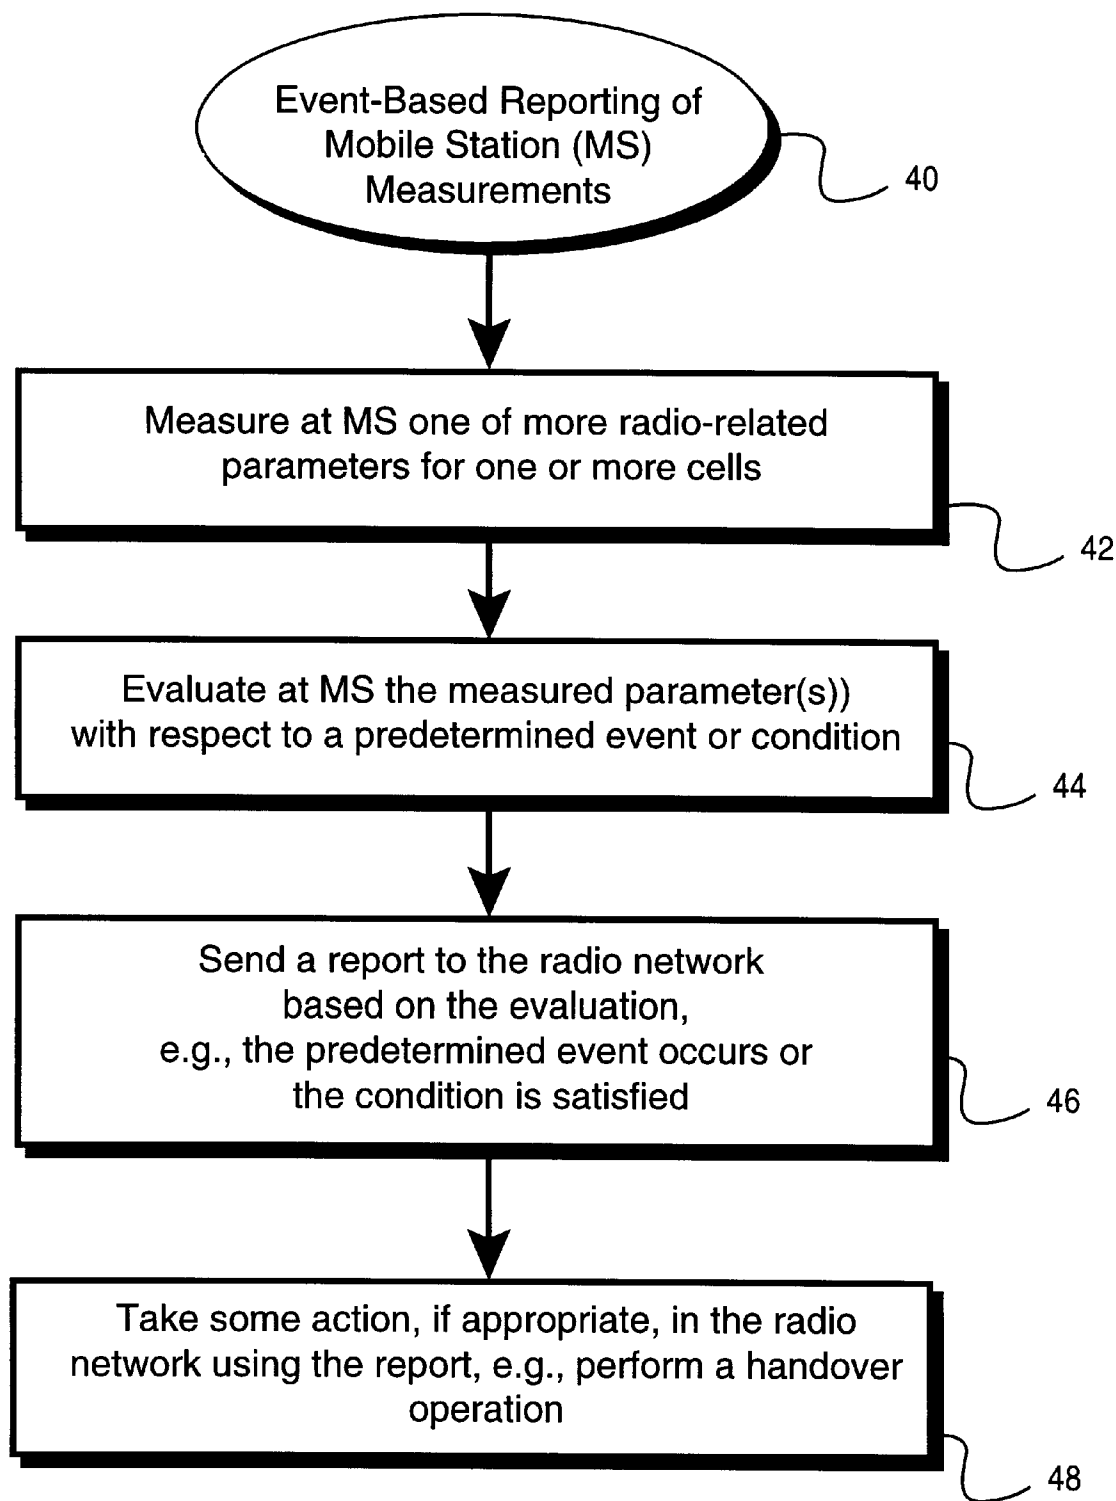 Event-Based Reporting of
Mobile Station (MS)
Measurements
40
Measure at MS one of more radio-related
parameters for one or more cells
42
Evaluate at MS the measured parameter(s))
with respect to a predetermined event or condition
44
Send a report to the radio network
based on the evaluation,
e.g., the predetermined event occurs or
the condition is satisfied
46
Take some action, if appropriate, in the radio
network using the report, e.g., perform a handover
operation
48